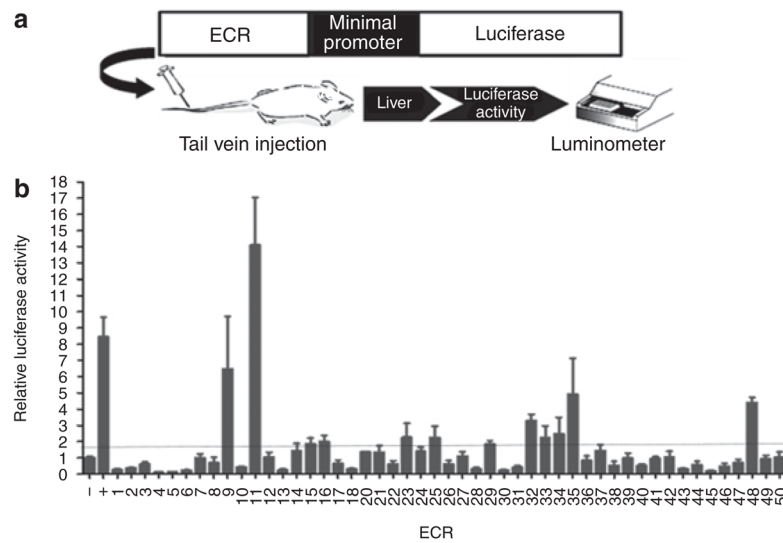 a
ECR
Minimal
promoter
Luciferase
Liver
Luciferase
activity
Tail vein injection
Luminometer
b
Relative luciferase activity
18
17
16
15
14
13
12
11
10
9
8
7
6
5
4
3
2
1
0
– + 1 2 3 4 5 6 7 8 9 10 11 12 13 14 15 16 17 18 20 21 22 23 24 25 26 27 28 29 30 31 32 33 34 35 36 37 38 39 40 41 42 43 44 45 46 47 48 49 50
ECR